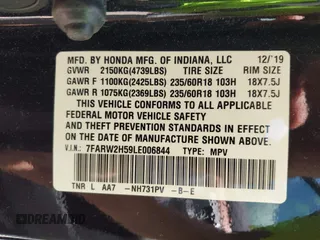 MFD. BY HONDA MFG. OF INDIANA, LLC 12/'19
GVWR 2150KG(4739LBS) TIRE SIZE RIM SIZE
GAWR F 1100KG(2425LBS) 235/60R18 103H 18X7.5J
GAWR R 1075KG(2369LBS) 235/60R18 103H 18X7.5J
THIS VEHICLE CONFORMS TO ALL APPLICABLE
FEDERAL MOTOR VEHICLE SAFETY
AND THEFT PREVENTION STANDARDS IN EFFECT
ON THE DATE OF MANUFACTURE SHOWN ABOVE.
V.I.N: 7FARW2H59LE006844 TYPE: MPV
TNR L AA7 -NH731PV -B-E
DREAMBID